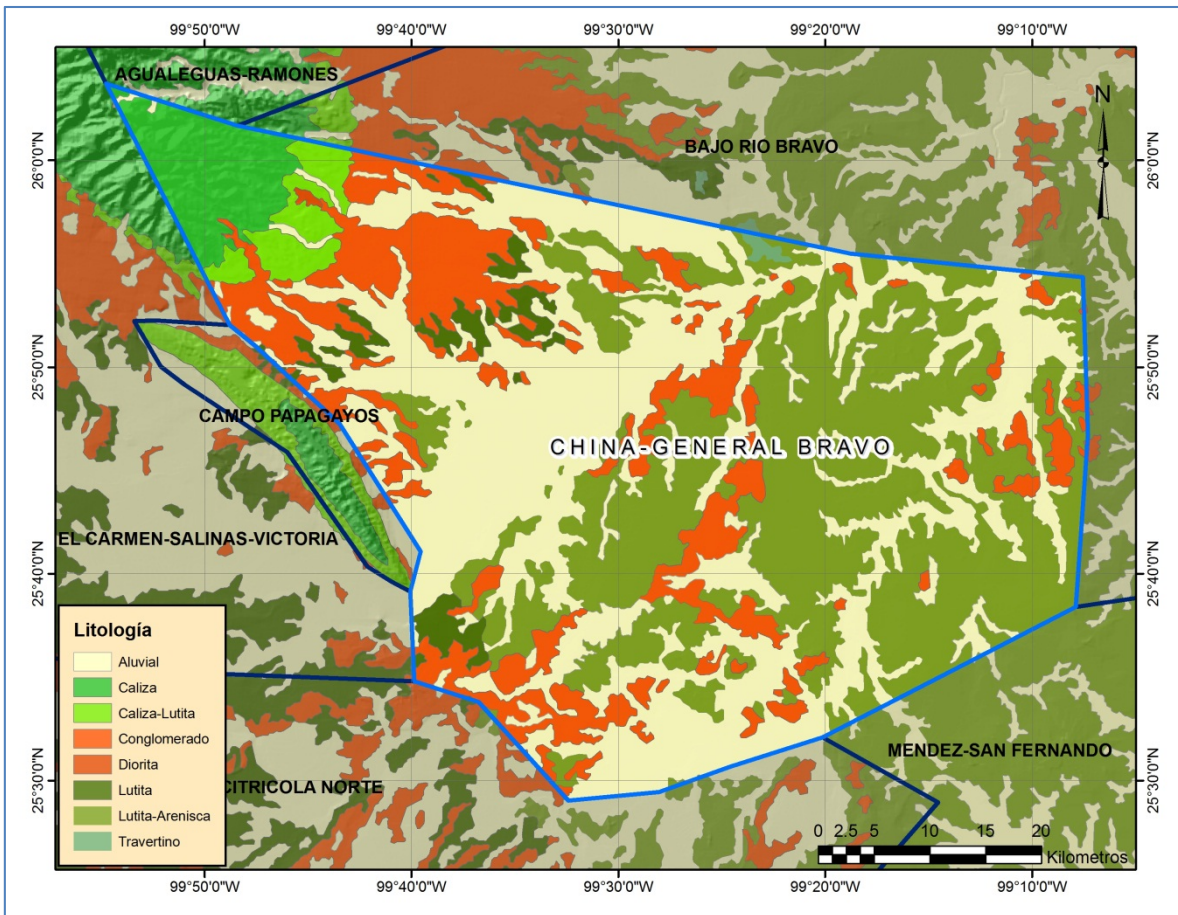 99°50'0"W 99°40'0"W 99°30'0"W 99°20'0"W 99°10'0"W
AGUALEGUAS-RAMONES
N
BAJO RIO BRAVO
26°0'0"N 26°0'0"N
25°50'0"N 25°50'0"N
CAMPO PAPAGAYOS
CHINA-GENERAL BRAVO
EL CARMEN-SALINAS-VICTORIA
25°40'0"N 25°40'0"N
Litología
Aluvial
Caliza
Caliza-Lutita
Conglomerado
Diorita
Lutita
Lutita-Arenisca
Travertino
MENDEZ-SAN FERNANDO
25°30'0"N 25°30'0"N
CITRICOLA NORTE
0 2.5 5 10 15 20
Kilometros
99°50'0"W 99°40'0"W 99°30'0"W 99°20'0"W 99°10'0"W